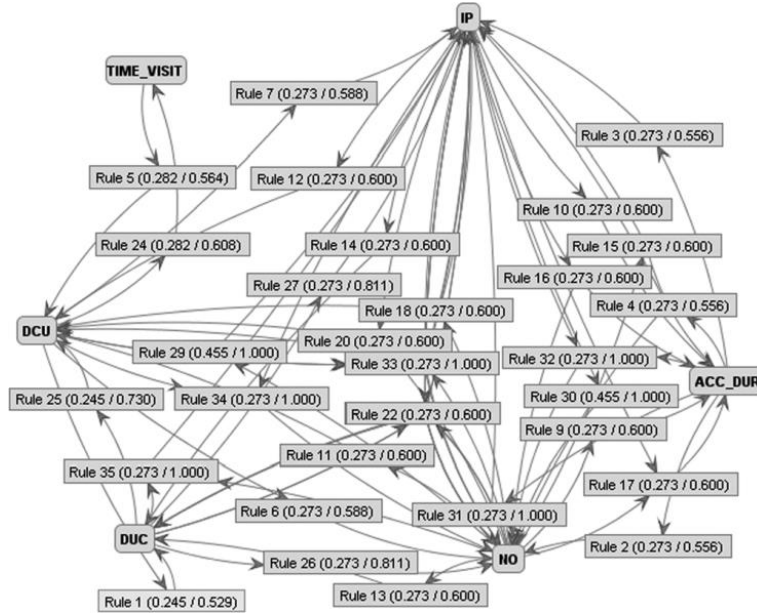 IP
TIME_VISIT
Rule 7 (0.273 / 0.588)
Rule 3 (0.273 / 0.556)
Rule 5 (0.282 / 0.564)
Rule 12 (0.273 / 0.600)
Rule 10 (0.273 / 0.600)
Rule 24 (0.282 / 0.608)
Rule 14 (0.273 / 0.600)
Rule 15 (0.273 / 0.600)
Rule 16 (0.273 / 0.600)
Rule 27 (0.273 / 0.811)
Rule 4 (0.273 / 0.556)
Rule 18 (0.273 / 0.600)
DCU
Rule 20 (0.273 / 0.600)
Rule 29 (0.455 / 1.000)
Rule 33 (0.273 / 1.000)
Rule 32 (0.273 / 1.000)
ACC_DUR
Rule 25 (0.245 / 0.730)
Rule 34 (0.273 / 1.000)
Rule 30 (0.455 / 1.000)
Rule 22 (0.273 / 0.600)
Rule 9 (0.273 / 0.600)
Rule 11 (0.273 / 0.600)
Rule 35 (0.273 / 1.000)
Rule 17 (0.273 / 0.600)
Rule 6 (0.273 / 0.588)
Rule 31 (0.273 / 1.000)
DUC
Rule 2 (0.273 / 0.556)
Rule 26 (0.273 / 0.811)
NO
Rule 13 (0.273 / 0.600)
Rule 1 (0.245 / 0.529)